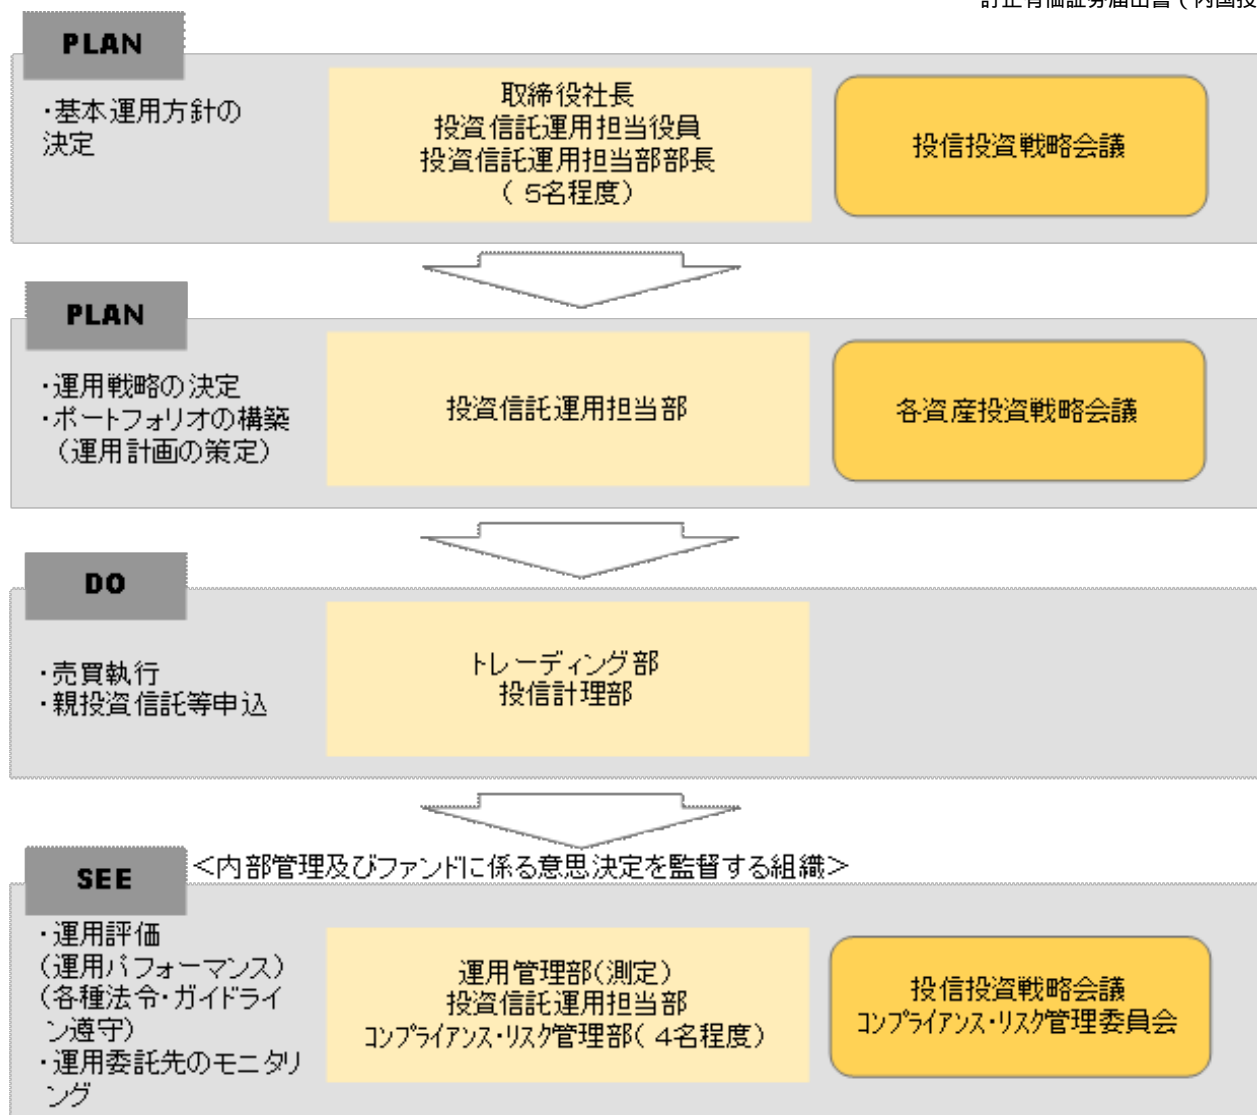 訂正有価証券届出書(内国投
PLAN
・基本運用方針の
決定
取締役社長
投資信託運用担当役員
投資信託運用担当部部長
(5名程度)
投信投資戦略会議
PLAN
・運用戦略の決定
・ポートフォリオの構築
(運用計画の策定)
投資信託運用担当部
各資産投資戦略会議
DO
・売買執行
・親投資信託等申込
トレーディング部
投信計理部
SEE
<内部管理及びファンドに係る意思決定を監督する組織>
・運用評価
(運用パフォーマンス)
(各種法令・ガイドライ
ン遵守)
・運用委託先のモニタリ
ング
運用管理部(測定)
投資信託運用担当部
コンプライアンス・リスク管理部(4名程度)
投信投資戦略会議
コンプライアンス・リスク管理委員会